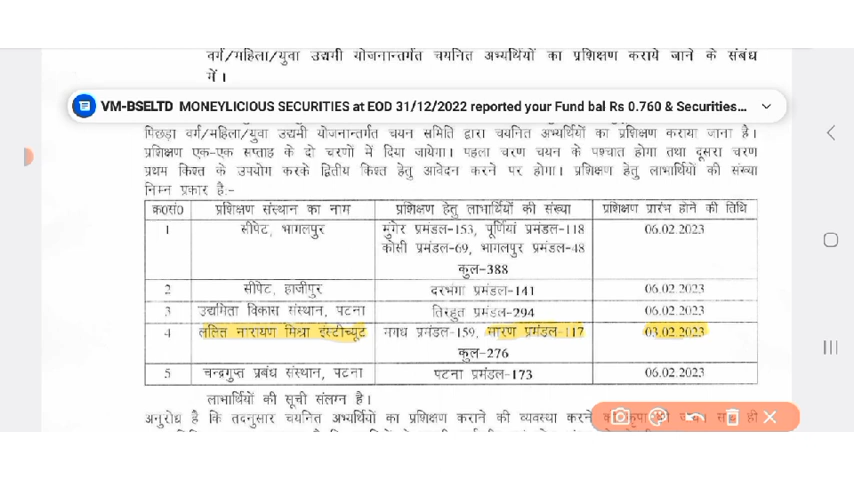 वर्ग/महिला/युवा उद्यमी योजनान्तर्गत चयनित अभ्यर्थियों का प्रशिक्षण कराये जाने के संबंध
में।
VM-BSELTD MONEYLICIOUS SECURITIES at EOD 31/12/2022 reported your Fund bal Rs 0.760 & Securities...
पिछड़ा वर्ग/महिला/युवा उद्यमी योजनान्तर्गत चयन समिति द्वारा चयनित अभ्यर्थियों का प्रशिक्षण कराया जाना है।
प्रशिक्षण एक-एक सप्ताह के दो चरणों में दिया जायेगा। पहला चरण चयन के पश्चात होगा तथा दूसरा चरण
प्रथम किश्त के उपयोग करके द्वितीय किश्त हेतु आवेदन करने पर होगा। प्रशिक्षण हेतु लाभार्थियों की संख्या
निम्न प्रकार है:-
क०सं० प्रशिक्षण संस्थान का नाम प्रशिक्षण हेतु लाभार्थियों की संख्या प्रशिक्षण प्रारंभ होने की तिथि
1 सीपेट, भागलपुर मुंगेर प्रमंडल-153, पूर्णियां प्रमंडल-118 06.02.2023
कोसी प्रमंडल-69, भागलपुर प्रमंडल-48
कुल-388
2 सीपेट, हाजीपुर दरभंगा प्रमंडल-141 06.02.2023
3 उद्यमिता विकास संस्थान, पटना तिरहुत प्रमंडल-294 06.02.2023
4 ललित नारायण मिश्रा इंस्टीच्यूट मगध प्रमंडल-159, सारण प्रमंडल-117 03.02.2023
कुल-276
5 चन्द्रगुप्त प्रबंध संस्थान, पटना पटना प्रमंडल-173 06.02.2023
लाभार्थियों की सूची संलग्न है।
अनुरोध है कि तदनुसार चयनित अभ्यर्थियों का प्रशिक्षण कराने की व्यवस्था करने